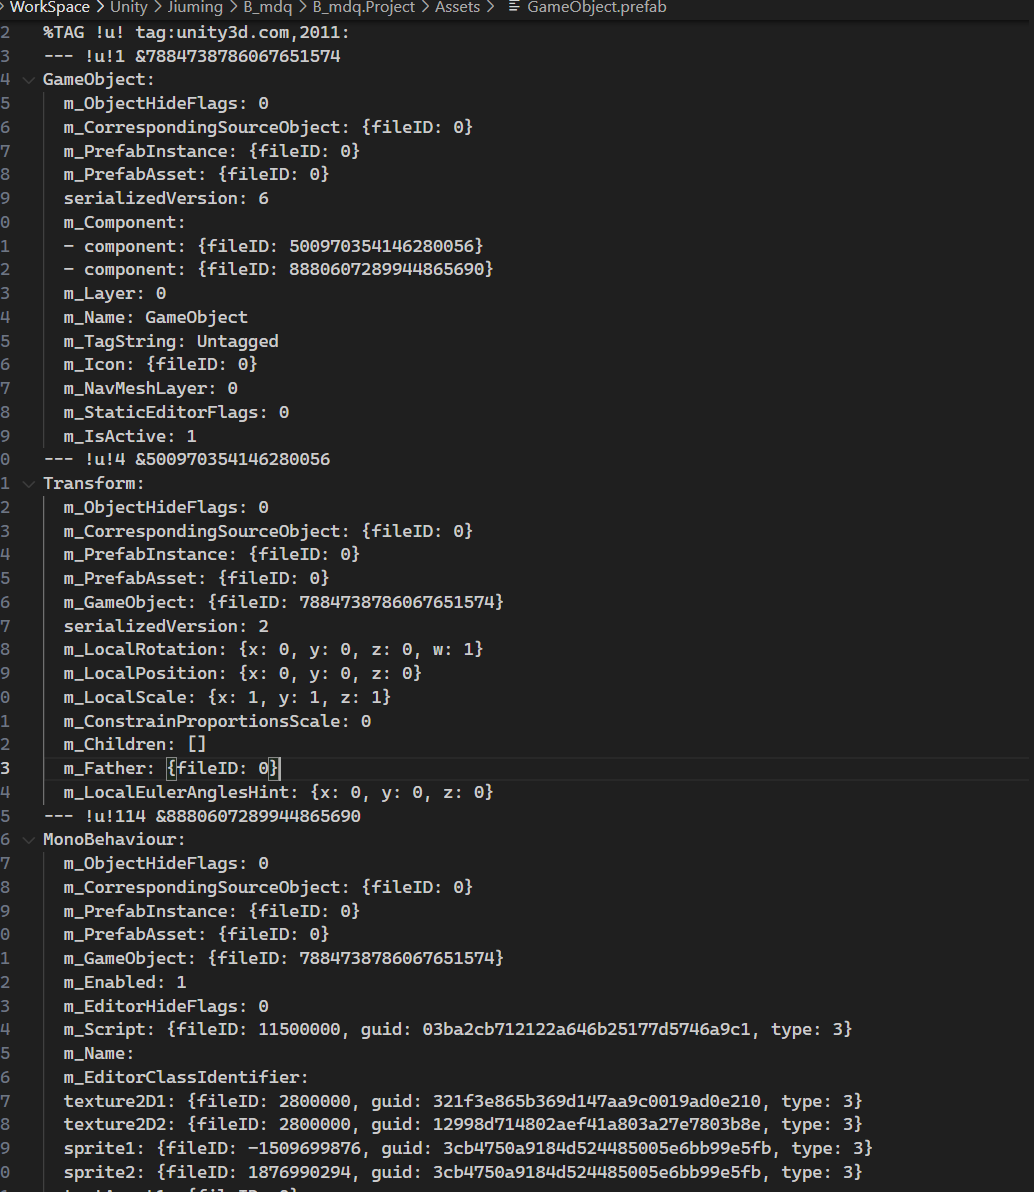 WorkSpace > Unity > Jiuming > B_mdq > B_mdq.Project > Assets > GameObject.prefab
2 %TAG !u! tag:unity3d.com,2011:
3 --- !u!1 &7884738786067651574
4 GameObject:
5 m_ObjectHideFlags: 0
6 m_CorrespondingSourceObject: {fileID: 0}
7 m_PrefabInstance: {fileID: 0}
8 m_PrefabAsset: {fileID: 0}
9 serializedVersion: 6
0 m_Component:
1 - component: {fileID: 500970354146280056}
2 - component: {fileID: 8880607289944865690}
3 m_Layer: 0
4 m_Name: GameObject
5 m_TagString: Untagged
6 m_Icon: {fileID: 0}
7 m_NavMeshLayer: 0
8 m_StaticEditorFlags: 0
9 m_IsActive: 1
0 --- !u!4 &500970354146280056
1 Transform:
2 m_ObjectHideFlags: 0
3 m_CorrespondingSourceObject: {fileID: 0}
4 m_PrefabInstance: {fileID: 0}
5 m_PrefabAsset: {fileID: 0}
6 m_GameObject: {fileID: 7884738786067651574}
7 serializedVersion: 2
8 m_LocalRotation: {x: 0, y: 0, z: 0, w: 1}
9 m_LocalPosition: {x: 0, y: 0, z: 0}
0 m_LocalScale: {x: 1, y: 1, z: 1}
1 m_ConstrainProportionsScale: 0
2 m_Children: []
3 m_Father: {fileID: 0}
4 m_LocalEulerAnglesHint: {x: 0, y: 0, z: 0}
5 --- !u!114 &8880607289944865690
6 MonoBehaviour:
7 m_ObjectHideFlags: 0
8 m_CorrespondingSourceObject: {fileID: 0}
9 m_PrefabInstance: {fileID: 0}
0 m_PrefabAsset: {fileID: 0}
1 m_GameObject: {fileID: 7884738786067651574}
2 m_Enabled: 1
3 m_EditorHideFlags: 0
4 m_Script: {fileID: 11500000, guid: 03ba2cb712122a646b25177d5746a9c1, type: 3}
5 m_Name:
6 m_EditorClassIdentifier:
7 texture2D1: {fileID: 2800000, guid: 321f3e865b369d147aa9c0019ad0e210, type: 3}
8 texture2D2: {fileID: 2800000, guid: 12998d714802aef41a803a27e7803b8e, type: 3}
9 sprite1: {fileID: -1509699876, guid: 3cb4750a9184d524485005e6bb99e5fb, type: 3}
0 sprite2: {fileID: 1876990294, guid: 3cb4750a9184d524485005e6bb99e5fb, type: 3}